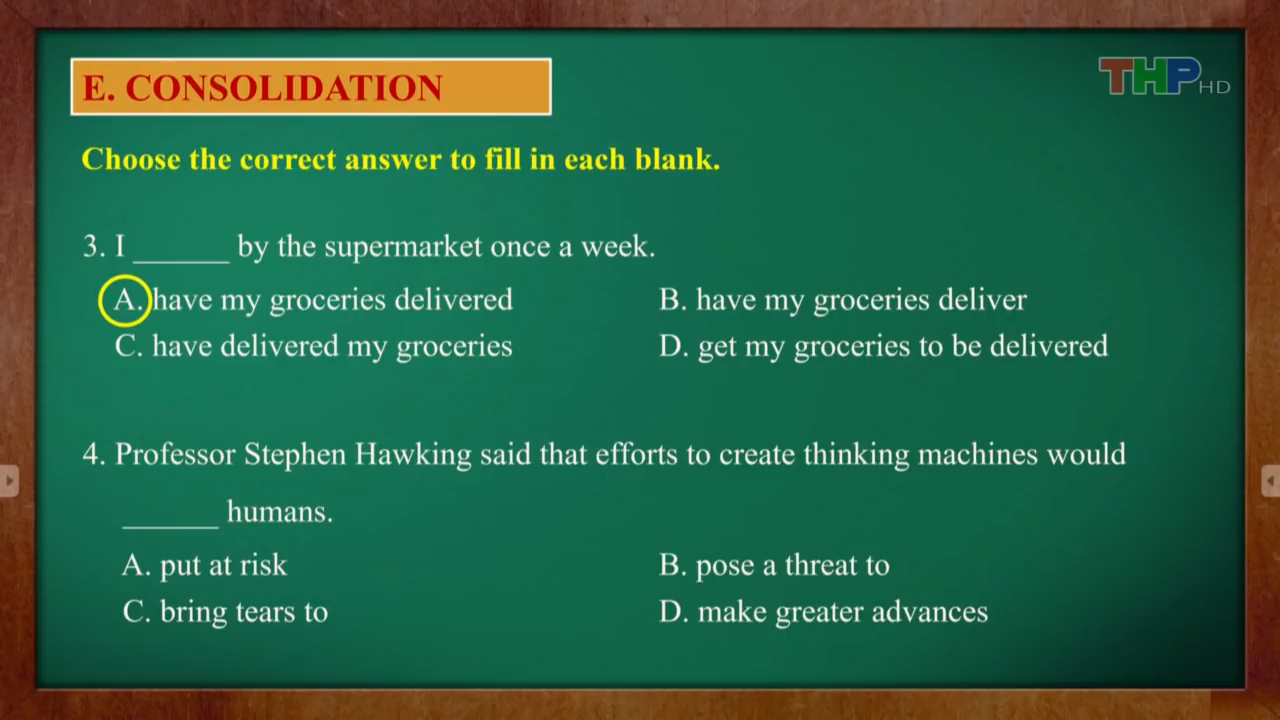 E. CONSOLIDATION
THP HD
Choose the correct answer to fill in each blank.
3. I ______ by the supermarket once a week.
A. have my groceries delivered
B. have my groceries deliver
C. have delivered my groceries
D. get my groceries to be delivered
4. Professor Stephen Hawking said that efforts to create thinking machines would
______ humans.
A. put at risk
B. pose a threat to
C. bring tears to
D. make greater advances